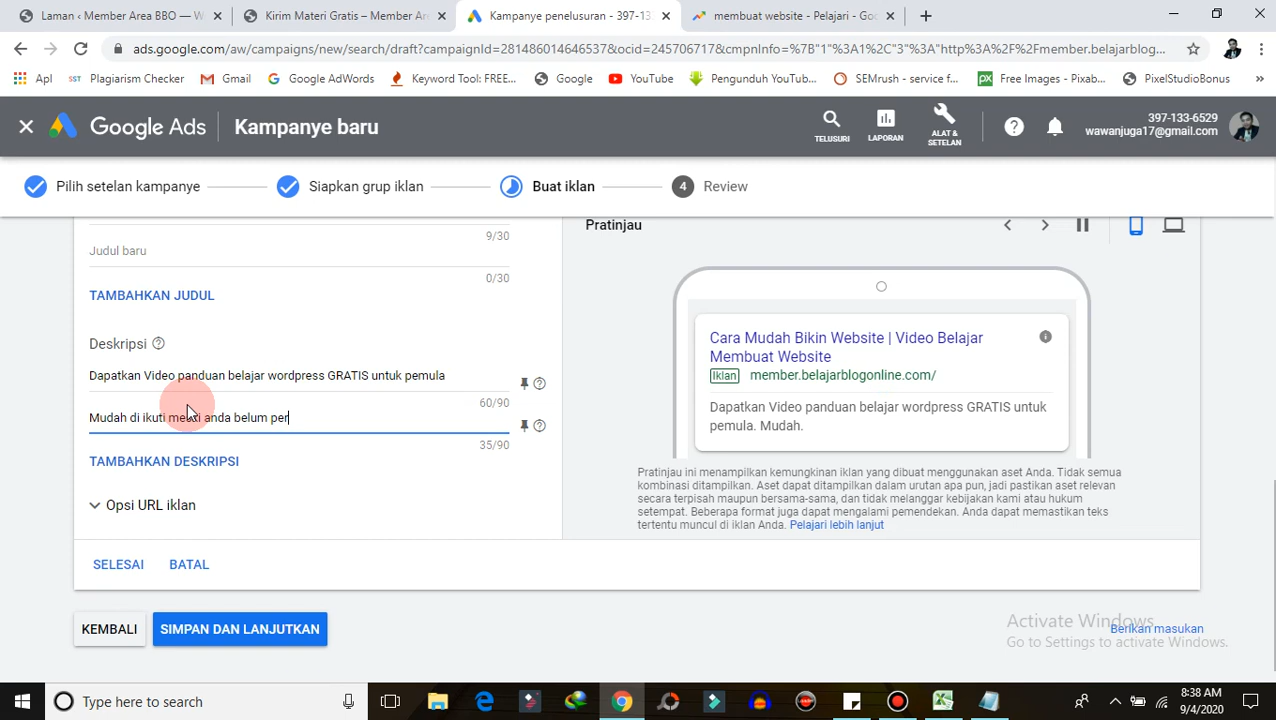 Laman ‹ Member Area BBO — W
Kirim Materi Gratis – Member Are
Kampanye penelusuran - 397-13
membuat website - Pelajari - Goo
ads.google.com/aw/campaigns/new/search/draft?campaignId=281486014646537&ocid=245706717&cmpnInfo=%7B"1"%3A1%2C"3"%3A"http%3A%2F%2Fmember.belajarblog...
Apl
SST Plagiarism Checker
Gmail
Google AdWords
Keyword Tool: FREE...
Google
YouTube
Pengunduh YouTub...
SEMrush - service f...
px Free Images - Pixab...
PixelStudioBonus
»
Google Ads
Kampanye baru
TELUSURI
LAPORAN
ALAT &
SETELAN
397-133-6529
wawanjuga17@gmail.com
Pilih setelan kampanye
Siapkan grup iklan
Buat iklan
4 Review
9/30
Judul baru
0/30
TAMBAHKAN JUDUL
Deskripsi
Dapatkan Video panduan belajar wordpress GRATIS untuk pemula
60/90
Mudah di ikuti meski anda belum per
35/90
TAMBAHKAN DESKRIPSI
Opsi URL iklan
SELESAI
BATAL
KEMBALI
SIMPAN DAN LANJUTKAN
Pratinjau
Cara Mudah Bikin Website | Video Belajar
Membuat Website
Iklan member.belajarblogonline.com/
Dapatkan Video panduan belajar wordpress GRATIS untuk
pemula. Mudah.
Pratinjau ini menampilkan kemungkinan iklan yang dibuat menggunakan aset Anda. Tidak semua
kombinasi ditampilkan. Aset dapat ditampilkan dalam urutan apa pun, jadi pastikan aset relevan
secara terpisah maupun bersama-sama, dan tidak melanggar kebijakan kami atau hukum
setempat. Beberapa format juga dapat mengalami pemendekan. Anda dapat memastikan teks
tertentu muncul di iklan Anda. Pelajari lebih lanjut
Activate Windows
Berikan masukan
Go to Settings to activate Windows.
Type here to search
8:38 AM
9/4/2020